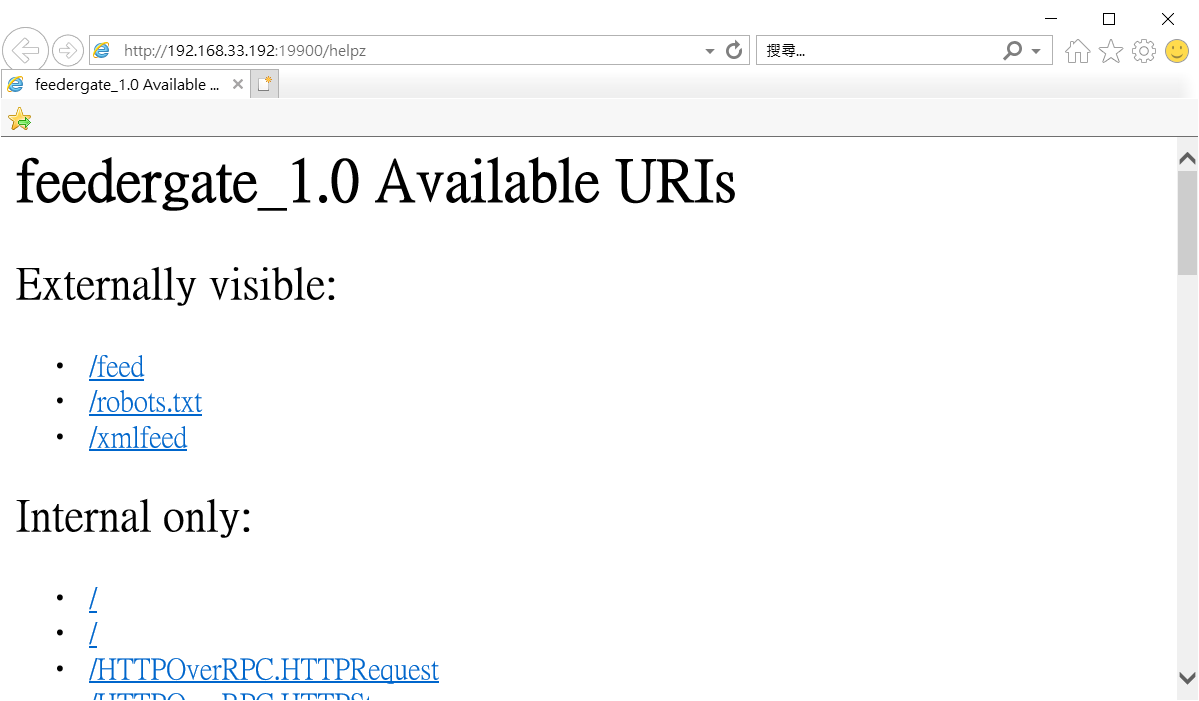 http://192.168.33.192:19900/helpz
搜尋...
feedergate_1.0 Available ...
feedergate_1.0 Available URIs
Externally visible:
/feed
/robots.txt
/xmlfeed
Internal only:
/
/
/HTTPOverRPC.HTTPRequest